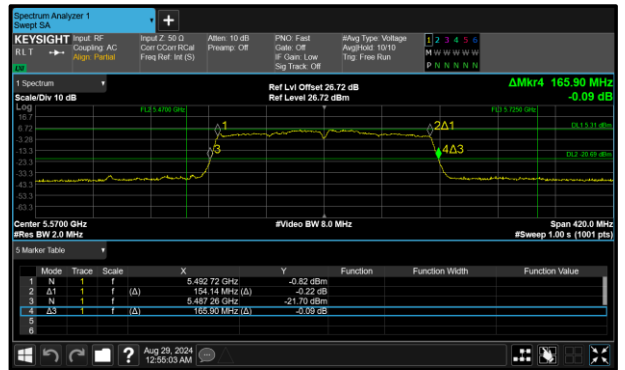 Spectrum Analyzer 1
Swept SA
KEYSIGHT Input: RF Input Z: 50 Ω Atten: 10 dB PNO: Fast #Avg Type: Voltage 1 2 3 4 5 6
RLT Coupling: AC Corr CCorr RCal Preamp: Off Gate: Off Avg|Hold: 10/10 M W W W W W
Align: Partial Freq Ref: Int (S) IF Gain: Low Trig: Free Run
Sig Track: Off P N N N N N
1 Spectrum Ref Lvl Offset 26.72 dB ΔMkr4 165.90 MHz
Scale/Div 10 dB Ref Level 26.72 dBm -0.09 dB
Log
16.7 FL2 5.4700 GHz FL3 5.7250 GHz
6.72 1 2Δ1 DL1 5.31 dBm
-3.28
-13.3 3 4Δ3
-23.3
-33.3
-43.3
-53.3
-63.3
Center 5.5700 GHz #Video BW 8.0 MHz Span 420.0 MHz
#Res BW 2.0 MHz #Sweep 1.00 s (1001 pts)
5 Marker Table
Mode Trace Scale X Y Function Function Width Function Value
1 N 1 f 5.492 72 GHz -0.82 dBm
2 Δ1 1 f (Δ) 154.14 MHz (Δ) -0.22 dB
3 N 1 f 5.487 26 GHz -21.70 dBm
4 Δ3 1 f (Δ) 165.90 MHz (Δ) -0.09 dB
5
6
? Aug 29, 2024
12:55:03 AM